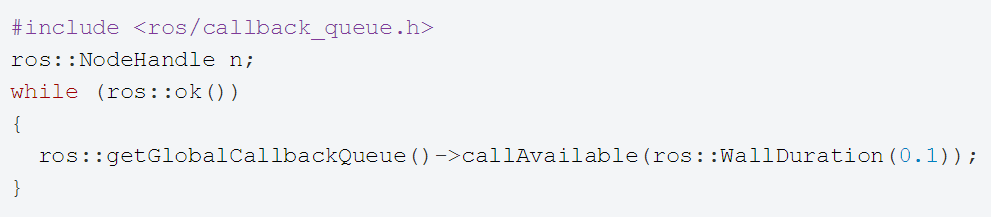 #include <ros/callback_queue.h>
ros::NodeHandle n;
while (ros::ok())
{
  ros::getGlobalCallbackQueue()->callAvailable(ros::WallDuration(0.1));
}